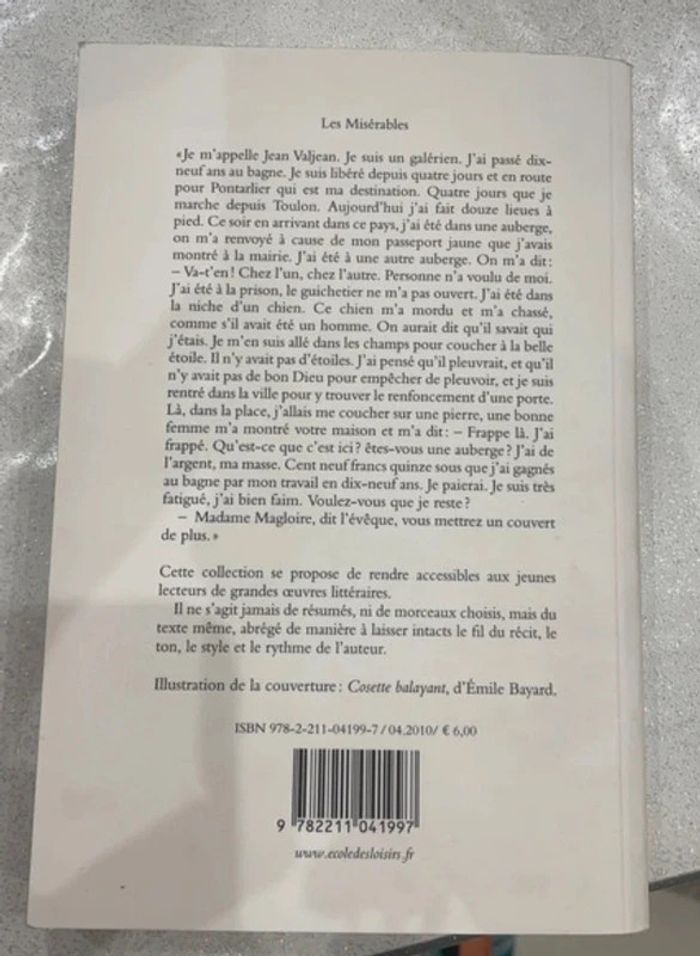 Les Misérables
«Je m'appelle Jean Valjean. Je suis un galérien. J'ai passé dix-
neuf ans au bagne. Je suis libéré depuis quatre jours et en route
pour Pontarlier qui est ma destination. Quatre jours que je
marche depuis Toulon. Aujourd'hui j'ai fait douze lieues à
pied. Ce soir en arrivant dans ce pays, j'ai été dans une auberge,
on m'a renvoyé à cause de mon passeport jaune que j'avais
montré à la mairie. J'ai été à une autre auberge. On m'a dit :
– Va-t'en ! Chez l'un, chez l'autre. Personne n'a voulu de moi.
J'ai été à la prison, le guichetier ne m'a pas ouvert. J'ai été dans
la niche d'un chien. Ce chien m'a mordu et m'a chassé,
comme s'il avait été un homme. On aurait dit qu'il savait qui
j'étais. Je m'en suis allé dans les champs pour coucher à la belle
étoile. Il n'y avait pas d'étoiles. J'ai pensé qu'il pleuvrait, et qu'il
n'y avait pas de bon Dieu pour empêcher de pleuvoir, et je suis
rentré dans la ville pour y trouver le renfoncement d'une porte.
Là, dans la place, j'allais me coucher sur une pierre, une bonne
femme m'a montré votre maison et m'a dit : – Frappe là. J'ai
frappé. Qu'est-ce que c'est ici ? êtes-vous une auberge ? J'ai de
l'argent, ma masse. Cent neuf francs quinze sous que j'ai gagnés
au bagne par mon travail en dix-neuf ans. Je paierai. Je suis très
fatigué, j'ai bien faim. Voulez-vous que je reste ?
– Madame Magloire, dit l'évêque, vous mettrez un couvert
de plus.»
Cette collection se propose de rendre accessibles aux jeunes
lecteurs de grandes œuvres littéraires.
Il ne s'agit jamais de résumés, ni de morceaux choisis, mais du
texte même, abrégé de manière à laisser intacts le fil du récit, le
ton, le style et le rythme de l'auteur.
Illustration de la couverture : Cosette balayant, d'Émile Bayard.
ISBN 978-2-211-04199-7 / 04.2010/ € 6,00
9 782211 041997
www.ecoledesloisirs.fr